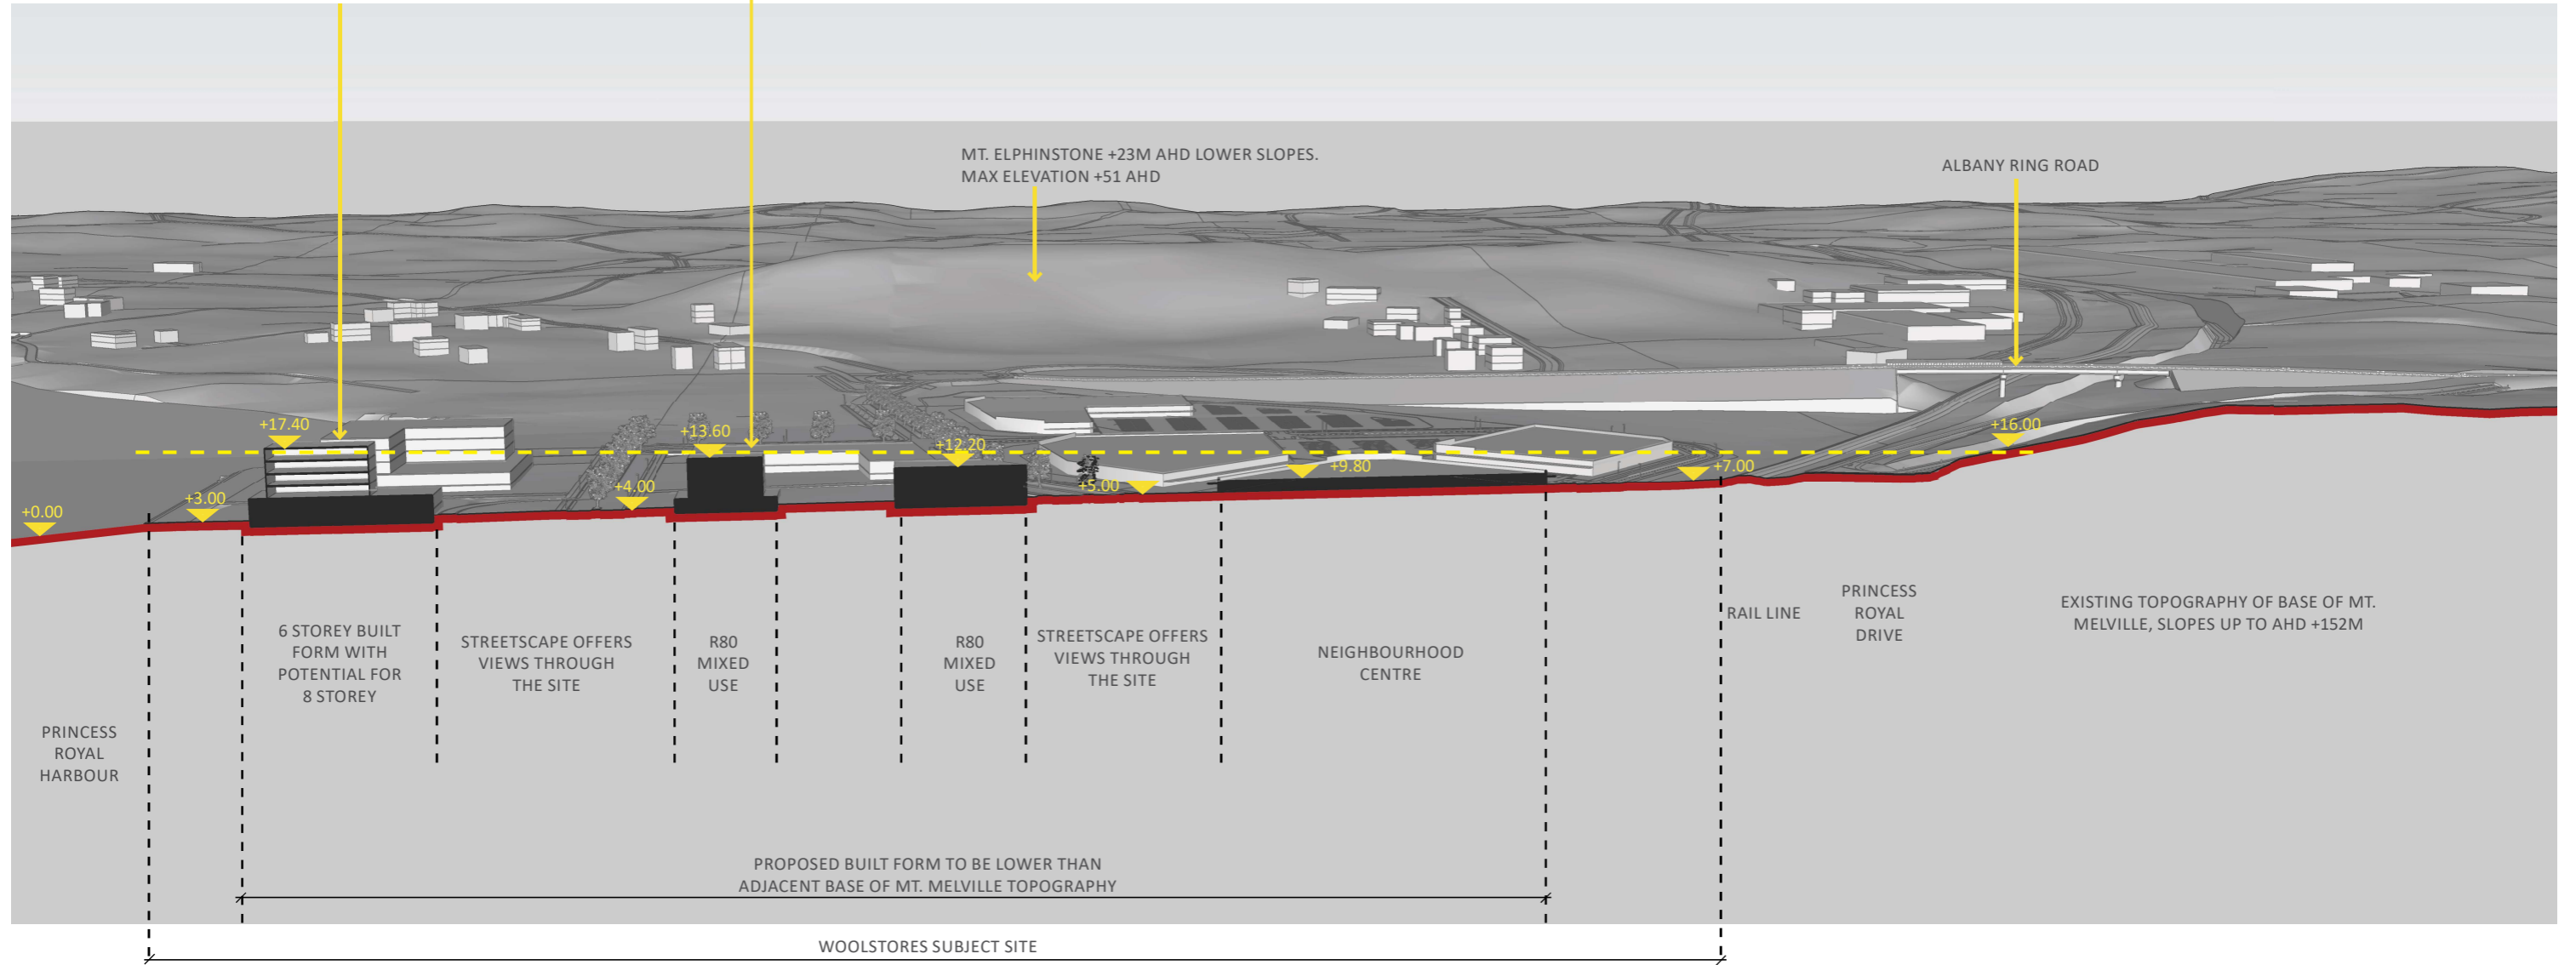 MT. ELPHINSTONE +23M AHD LOWER SLOPES.
MAX ELEVATION +51 AHD
ALBANY RING ROAD
+17.40
+13.60
+12.20
+16.00
+9.80
+7.00
+5.00
+4.00
+3.00
+0.00
PRINCESS
ROYAL
HARBOUR
6 STOREY BUILT
FORM WITH
POTENTIAL FOR
8 STOREY
STREETSCAPE OFFERS
VIEWS THROUGH
THE SITE
R80
MIXED
USE
R80
MIXED
USE
STREETSCAPE OFFERS
VIEWS THROUGH
THE SITE
NEIGHBOURHOOD
CENTRE
RAIL LINE
PRINCESS
ROYAL
DRIVE
EXISTING TOPOGRAPHY OF BASE OF MT.
MELVILLE, SLOPES UP TO AHD +152M
PROPOSED BUILT FORM TO BE LOWER THAN
ADJACENT BASE OF MT. MELVILLE TOPOGRAPHY
WOOLSTORES SUBJECT SITE